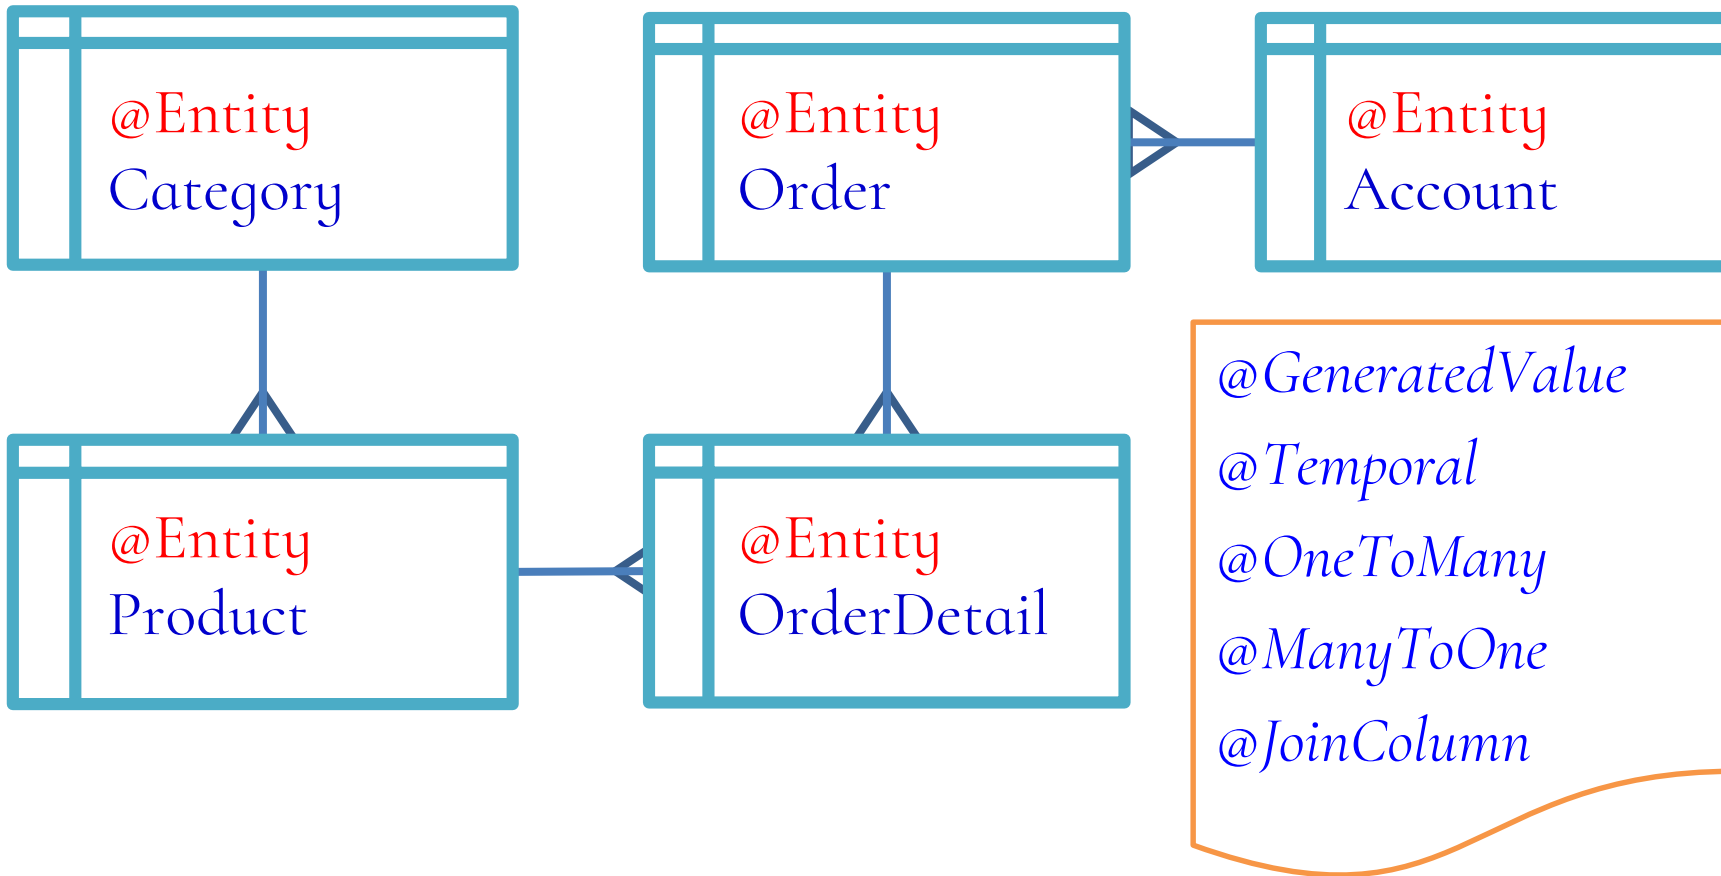 @Entity
Category
@Entity
Order
@Entity
Account
@Entity
Product
@Entity
OrderDetail
@GeneratedValue
@Temporal
@OneToMany
@ManyToOne
@JoinColumn